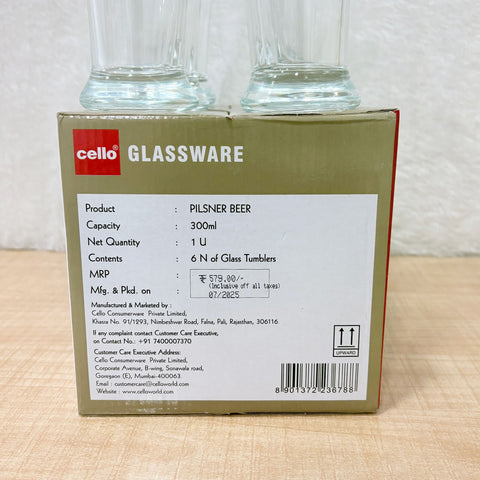 cello® GLASSWARE
Product : PILSNER BEER
Capacity : 300ml
Net Quantity : 1 U
Contents : 6 N of Glass Tumblers
MRP : ₹ 579.00/-
(Inclusive off all taxes)
Mfg. & Pkd. on : 07/2025
Manufactured & Marketed by :
Cello Consumerware Private Limited,
Khasra No. 91/1293, Nimbeshwar Road, Falna, Pali, Rajasthan, 306116
If any complaint contact Customer Care Executive,
on Contact No.: +91 7400007370
Customer Care Executive Address:
Cello Consumerware Private Limited,
Corporate Avenue, B-wing, Sonawala road,
Goregaon (E), Mumbai-400063.
Email : customercare@celloworld.com
Website : www.celloworld.com
UPWARD
8 901372 236788